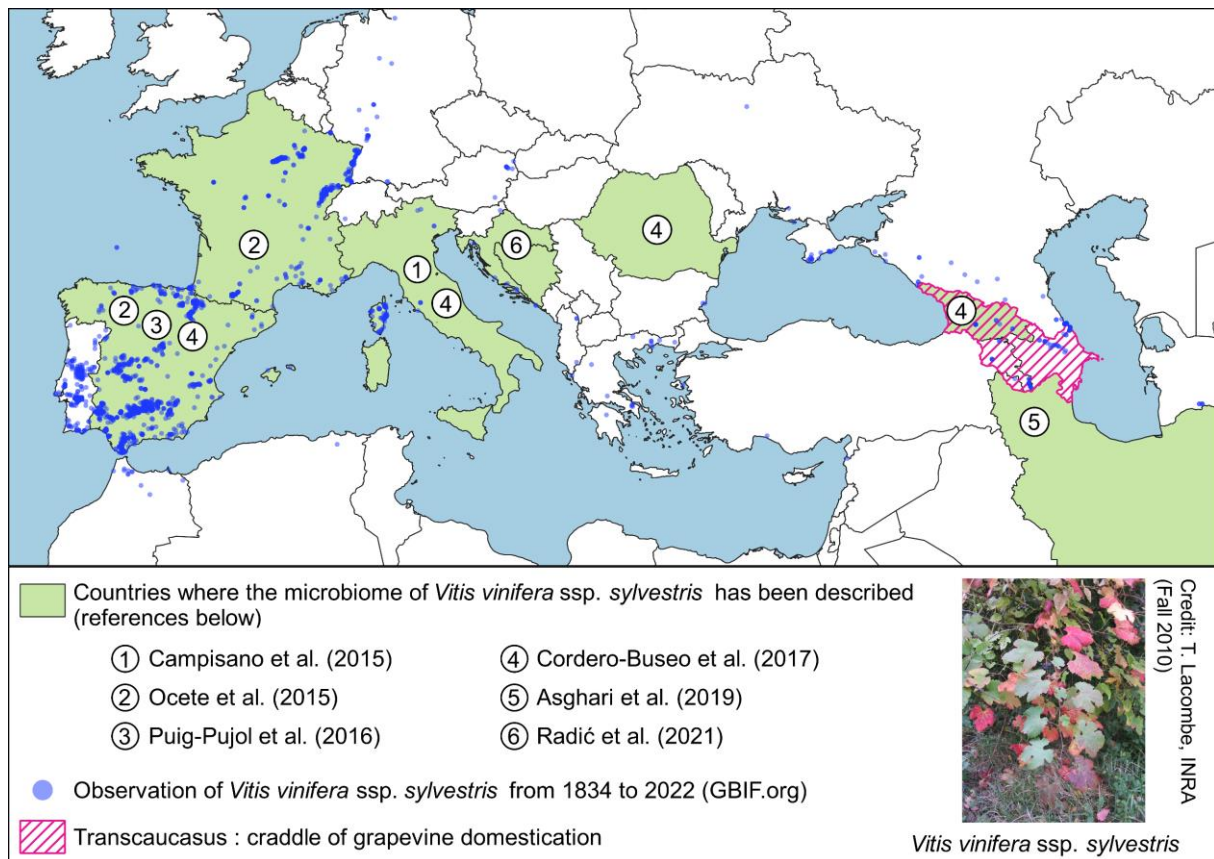 2
2
3
4
1
4
6
4
4
5
Countries where the microbiome of Vitis vinifera ssp. sylvestris has been described
(references below)
1 Campisano et al. (2015)
2 Ocete et al. (2015)
3 Puig-Pujol et al. (2016)
4 Cordero-Buseo et al. (2017)
5 Asghari et al. (2019)
6 Radić et al. (2021)
Observation of Vitis vinifera ssp. sylvestris from 1834 to 2022 (GBIF.org)
Transcaucasus : craddle of grapevine domestication
Credit: T. Lacombe, INRA
(Fall 2010)
Vitis vinifera ssp. sylvestris